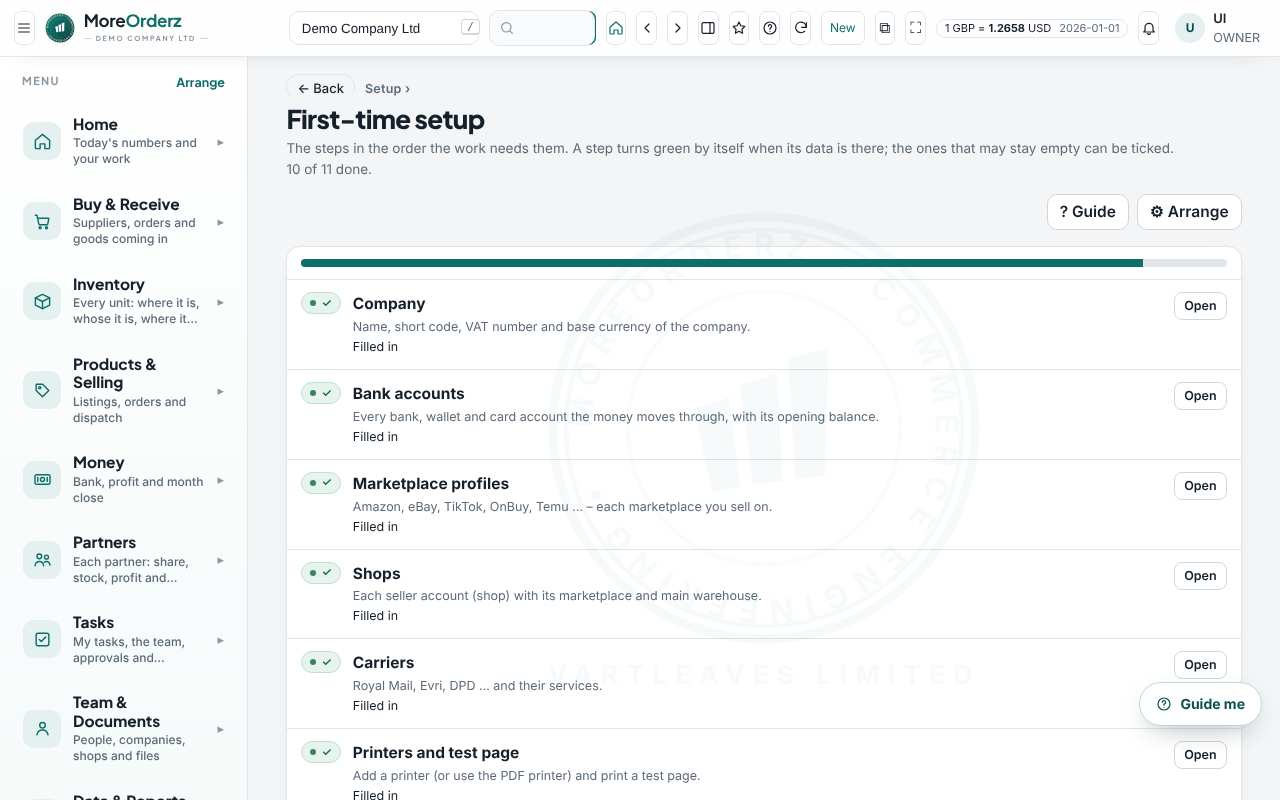 MoreOrderz
— DEMO COMPANY LTD —
Demo Company Ltd
/
New
1 GBP = 1.2658 USD 2026-01-01
U
UI
OWNER
MENU
Arrange
Home
Today's numbers and
your work
Buy & Receive
Suppliers, orders and
goods coming in
Inventory
Every unit: where it is,
whose it is, where it...
Products &
Selling
Listings, orders and
dispatch
Money
Bank, profit and month
close
Partners
Each partner: share,
stock, profit and...
Tasks
My tasks, the team,
approvals and...
Team &
Documents
People, companies,
shops and files
Data & Reports
← Back
Setup ›
First-time setup
The steps in the order the work needs them. A step turns green by itself when its data is there; the ones that may stay empty can be ticked.
10 of 11 done.
? Guide
⚙ Arrange
Company
Name, short code, VAT number and base currency of the company.
Filled in
Open
Bank accounts
Every bank, wallet and card account the money moves through, with its opening balance.
Filled in
Open
Marketplace profiles
Amazon, eBay, TikTok, OnBuy, Temu ... – each marketplace you sell on.
Filled in
Open
Shops
Each seller account (shop) with its marketplace and main warehouse.
Filled in
Open
Carriers
Royal Mail, Evri, DPD ... and their services.
Filled in
Open
Printers and test page
Add a printer (or use the PDF printer) and print a test page.
Filled in
Open
Guide me
MOREORDERZ COMMERCE ENGINEERING
VARTLEAVES LIMITED